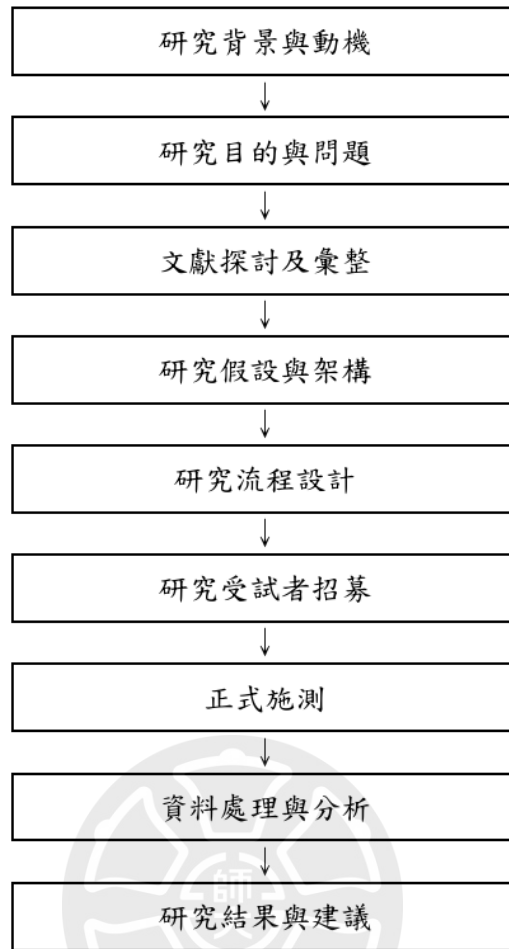 研究背景與動機
研究目的與問題
文獻探討及彙整
研究假設與架構
研究流程設計
研究受試者招募
正式施測
資料處理與分析
師大
研究結果與建議